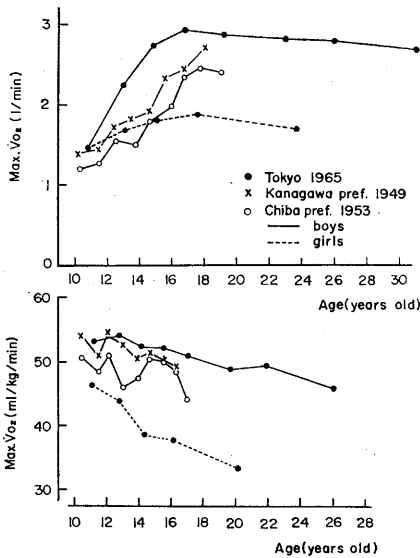 Max. V̇o₂ (l/min)
3
2
1
0
● Tokyo 1965
x Kanagawa pref. 1949
○ Chiba pref. 1953
boys
girls
10 12 14 16 18 20 22 24 26 28 30
Age(years old)
Max. V̇o₂ (ml/kg/min)
60
50
40
30
10 12 14 16 18 20 22 24 26 28
Age(years old)